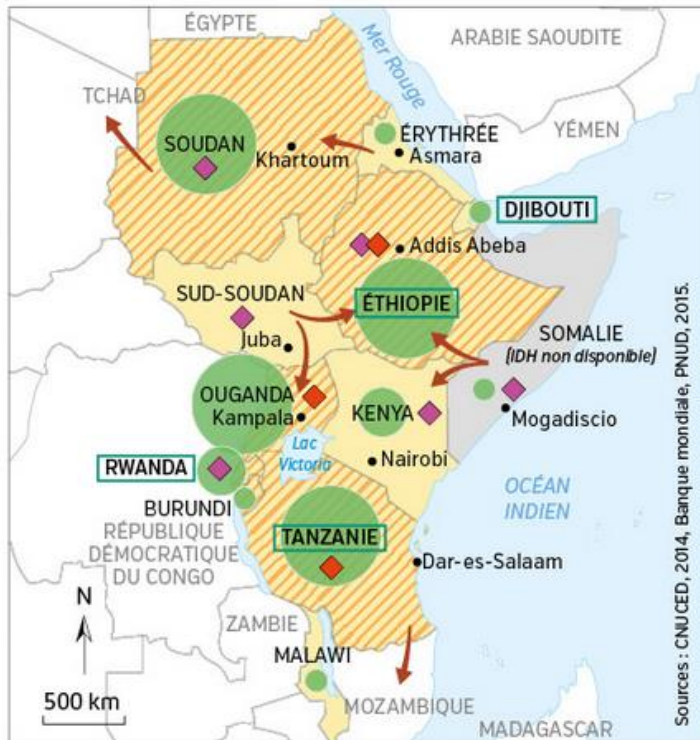 ÉGYPTE
ARABIE SAOUDITE
Mer Rouge
TCHAD
YÉMEN
SOUDAN
Khartoum
ÉRYTHRÉE
Asmara
DJIBOUTI
Addis Abeba
SUD-SOUDAN
ÉTHIOPIE
Juba
SOMALIE
(IDH non disponible)
OUGANDA
Kampala
KENYA
Mogadiscio
Lac
Victoria
Nairobi
RWANDA
OCÉAN
INDIEN
BURUNDI
RÉPUBLIQUE
DÉMOCRATIQUE
DU CONGO
TANZANIE
Dar-es-Salaam
N
ZAMBIE
MALAWI
500 km
MOZAMBIQUE
MADAGASCAR
Sources : CNUCED, 2014, Banque mondiale, PNUD, 2015.